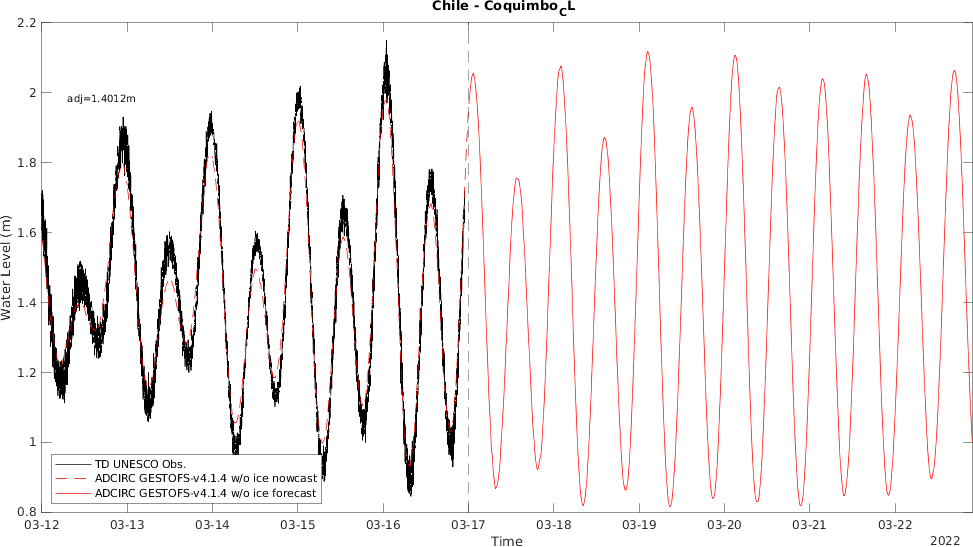 Chile - Coquimbo_CL
2.2
2
1.8
1.6
1.4
1.2
1
0.8
Water Level (m)
adj=1.4012m
TD UNESCO Obs.
ADCIRC GESTOFS-v4.1.4 w/o ice nowcast
ADCIRC GESTOFS-v4.1.4 w/o ice forecast
03-12 03-13 03-14 03-15 03-16 03-17 03-18 03-19 03-20 03-21 03-22
Time
2022